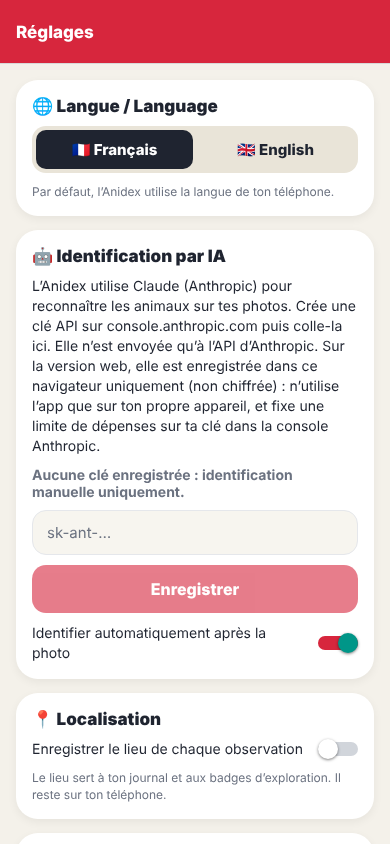 Réglages
🌐 Langue / Language
🇫🇷 Français
🇬🇧 English
Par défaut, l’Anidex utilise la langue de ton téléphone.
🤖 Identification par IA
L’Anidex utilise Claude (Anthropic) pour
reconnaître les animaux sur tes photos. Crée une
clé API sur console.anthropic.com puis colle-la
ici. Elle n’est envoyée qu’à l’API d’Anthropic. Sur
la version web, elle est enregistrée dans ce
navigateur uniquement (non chiffrée) : n’utilise
l’app que sur ton propre appareil, et fixe une
limite de dépenses sur ta clé dans la console
Anthropic.
Aucune clé enregistrée : identification
manuelle uniquement.
sk-ant-...
Enregistrer
Identifier automatiquement après la
photo
📍 Localisation
Enregistrer le lieu de chaque observation
Le lieu sert à ton journal et aux badges d’exploration. Il
reste sur ton téléphone.